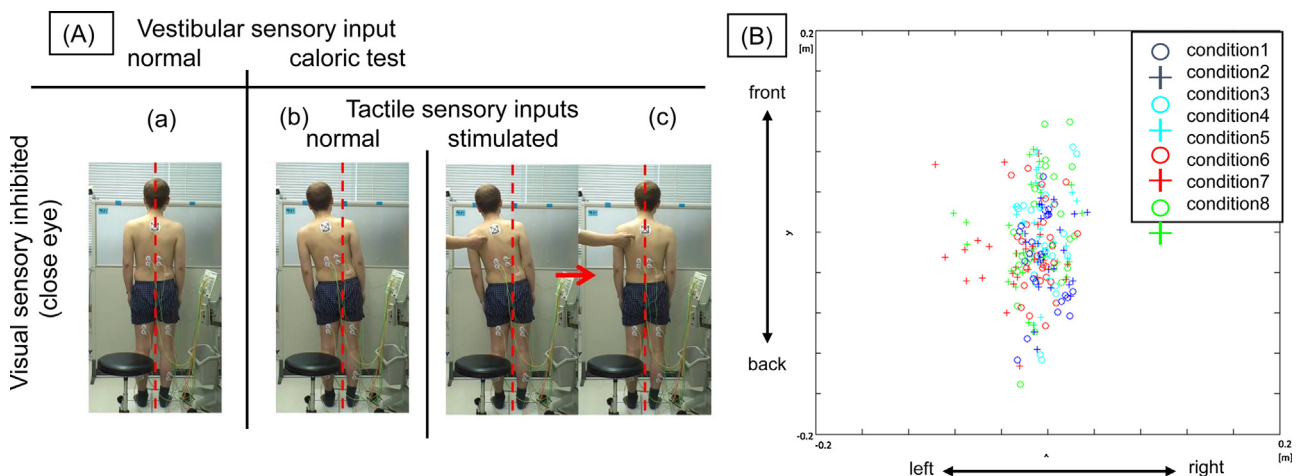 (A)
Vestibular sensory input
normal
caloric test
Tactile sensory inputs
(a)
(b)
normal
stimulated
(c)
Visual sensory inhibited
(close eye)
(B)
0.2
[m]
front
back
y
-0.2
-0.2
0.2
[m]
left
right
condition1
condition2
condition3
condition4
condition5
condition6
condition7
condition8